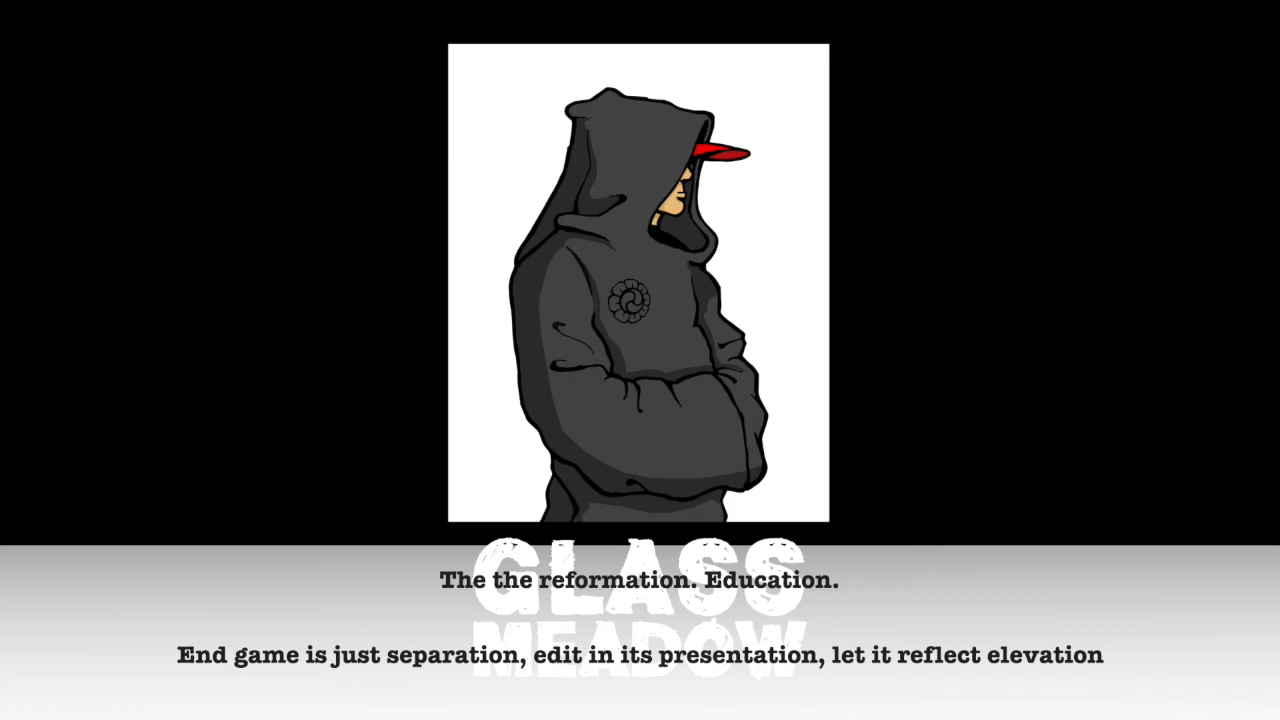 GLASS
The the reformation. Education.
MEADOW
End game is just separation, edit in its presentation, let it reflect elevation